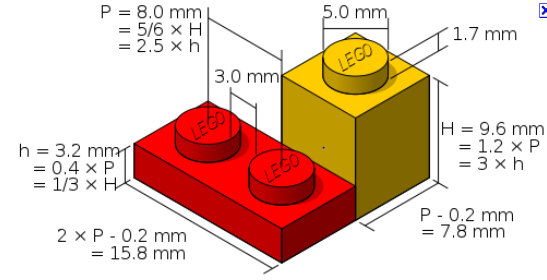 P = 8.0 mm
= 5/6 × H
= 2.5 × h
5.0 mm
1.7 mm
3.0 mm
LEGO
LEGO
LEGO
h = 3.2 mm
= 0.4 × P
= 1/3 × H
H = 9.6 mm
= 1.2 × P
= 3 × h
P - 0.2 mm
= 7.8 mm
2 × P - 0.2 mm
= 15.8 mm